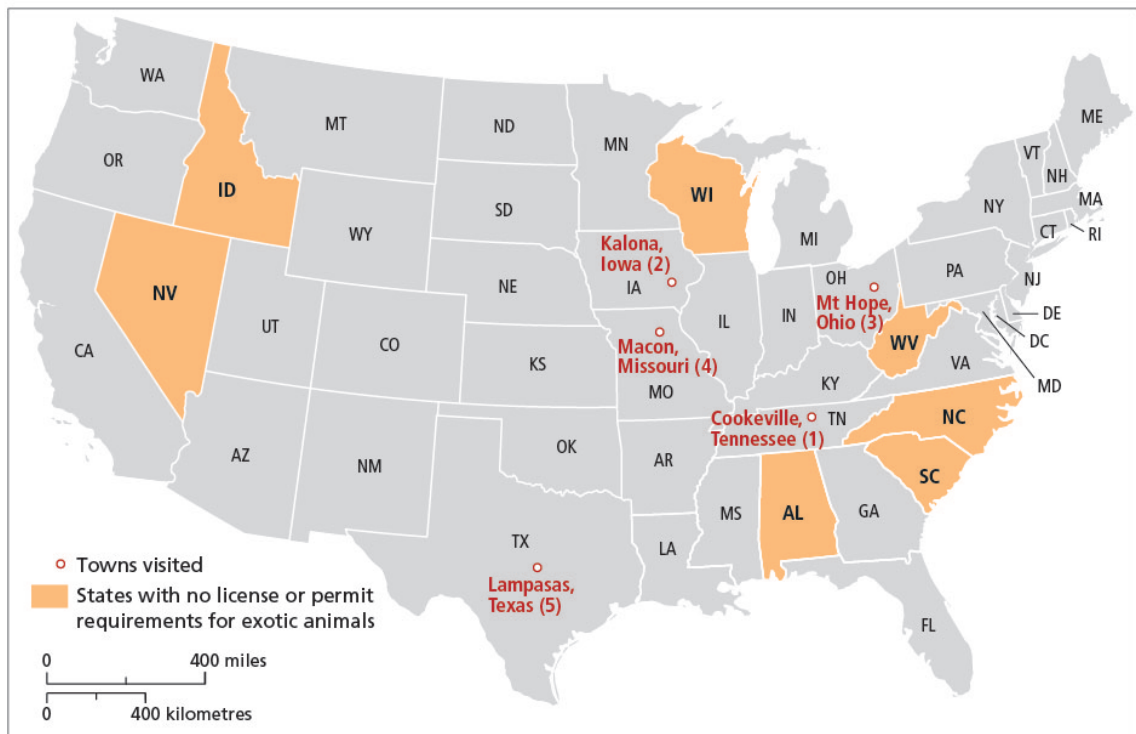 WA
MT
ND
MN
ME
VT
NH
OR
ID
SD
WI
NY
MA
WY
MI
CT
RI
Kalona,
Iowa (2)
IA
NE
OH
PA
NJ
NV
UT
CO
IL
IN
Mt Hope,
Ohio (3)
DE
DC
MD
CA
KS
Macon,
Missouri (4)
MO
WV
VA
KY
Cookeville,
Tennessee (1)
TN
NC
AZ
NM
OK
AR
SC
MS
AL
GA
TX
LA
Lampasas,
Texas (5)
FL
Towns visited
States with no license or permit
requirements for exotic animals
0 400 miles
0 400 kilometres